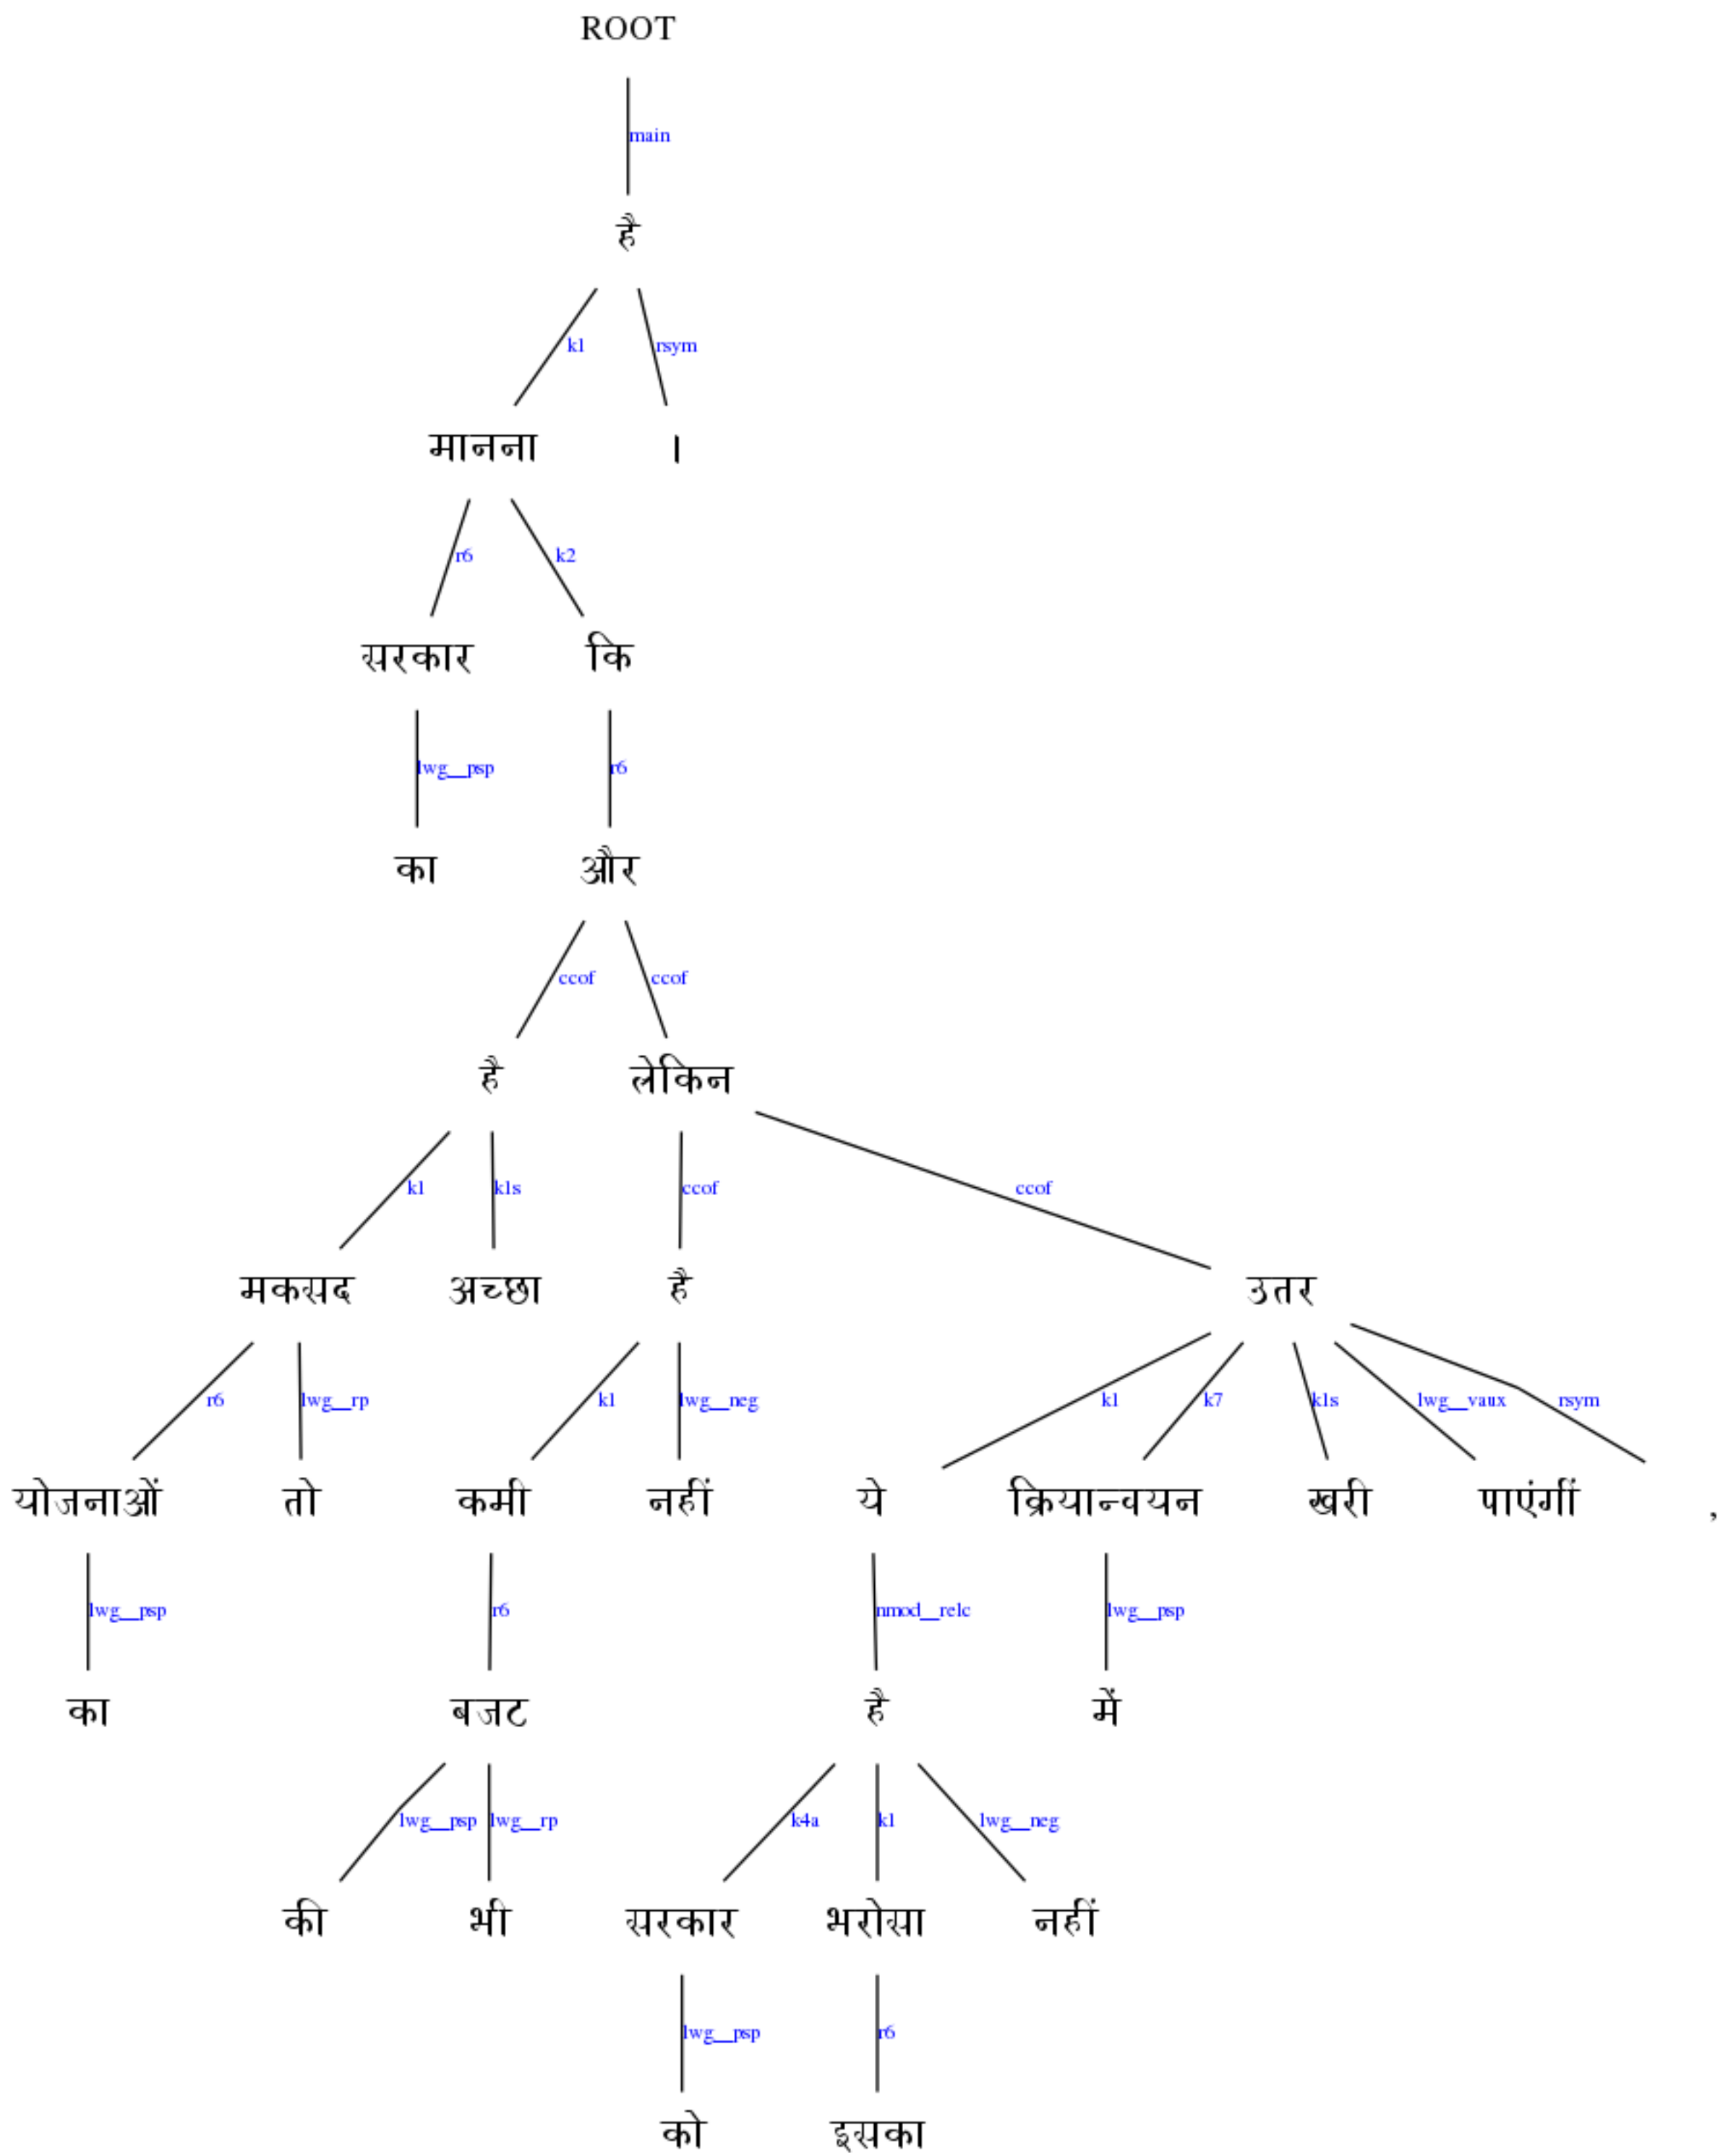 ROOT
main
है
k1 rsym
मानना ।
r6 k2
सरकार कि
lwg__psp r6
का और
ccof ccof
है लेकिन
k1 k1s ccof ccof
मकसद अच्छा है उतर
r6 lwg__rp k1 lwg__neg k1 k7 k1s lwg__vaux rsym
योजनाओं तो कमी नहीं ये क्रियान्वयन खरी पाएंगीं ,
lwg__psp r6 nmod__relc lwg__psp
का बजट है में
lwg__psp lwg__rp k4a k1 lwg__neg
की भी सरकार भरोसा नहीं
lwg__psp r6
को इसका